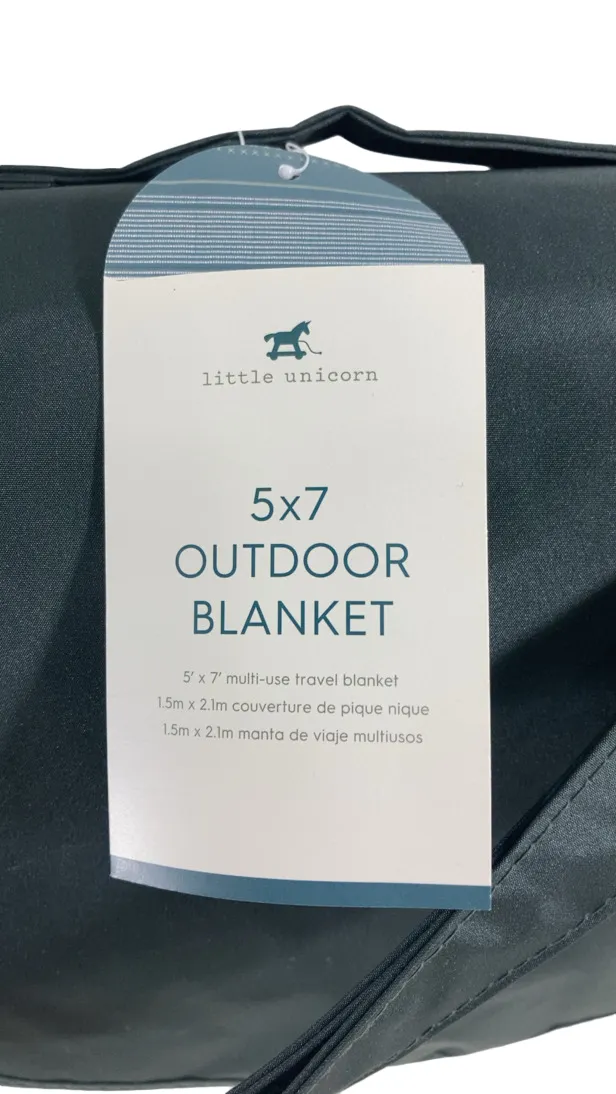 little unicorn
5x7
OUTDOOR
BLANKET
5' x 7' multi-use travel blanket
1.5m x 2.1m couverture de pique nique
1.5m x 2.1m manta de viaje multiusos